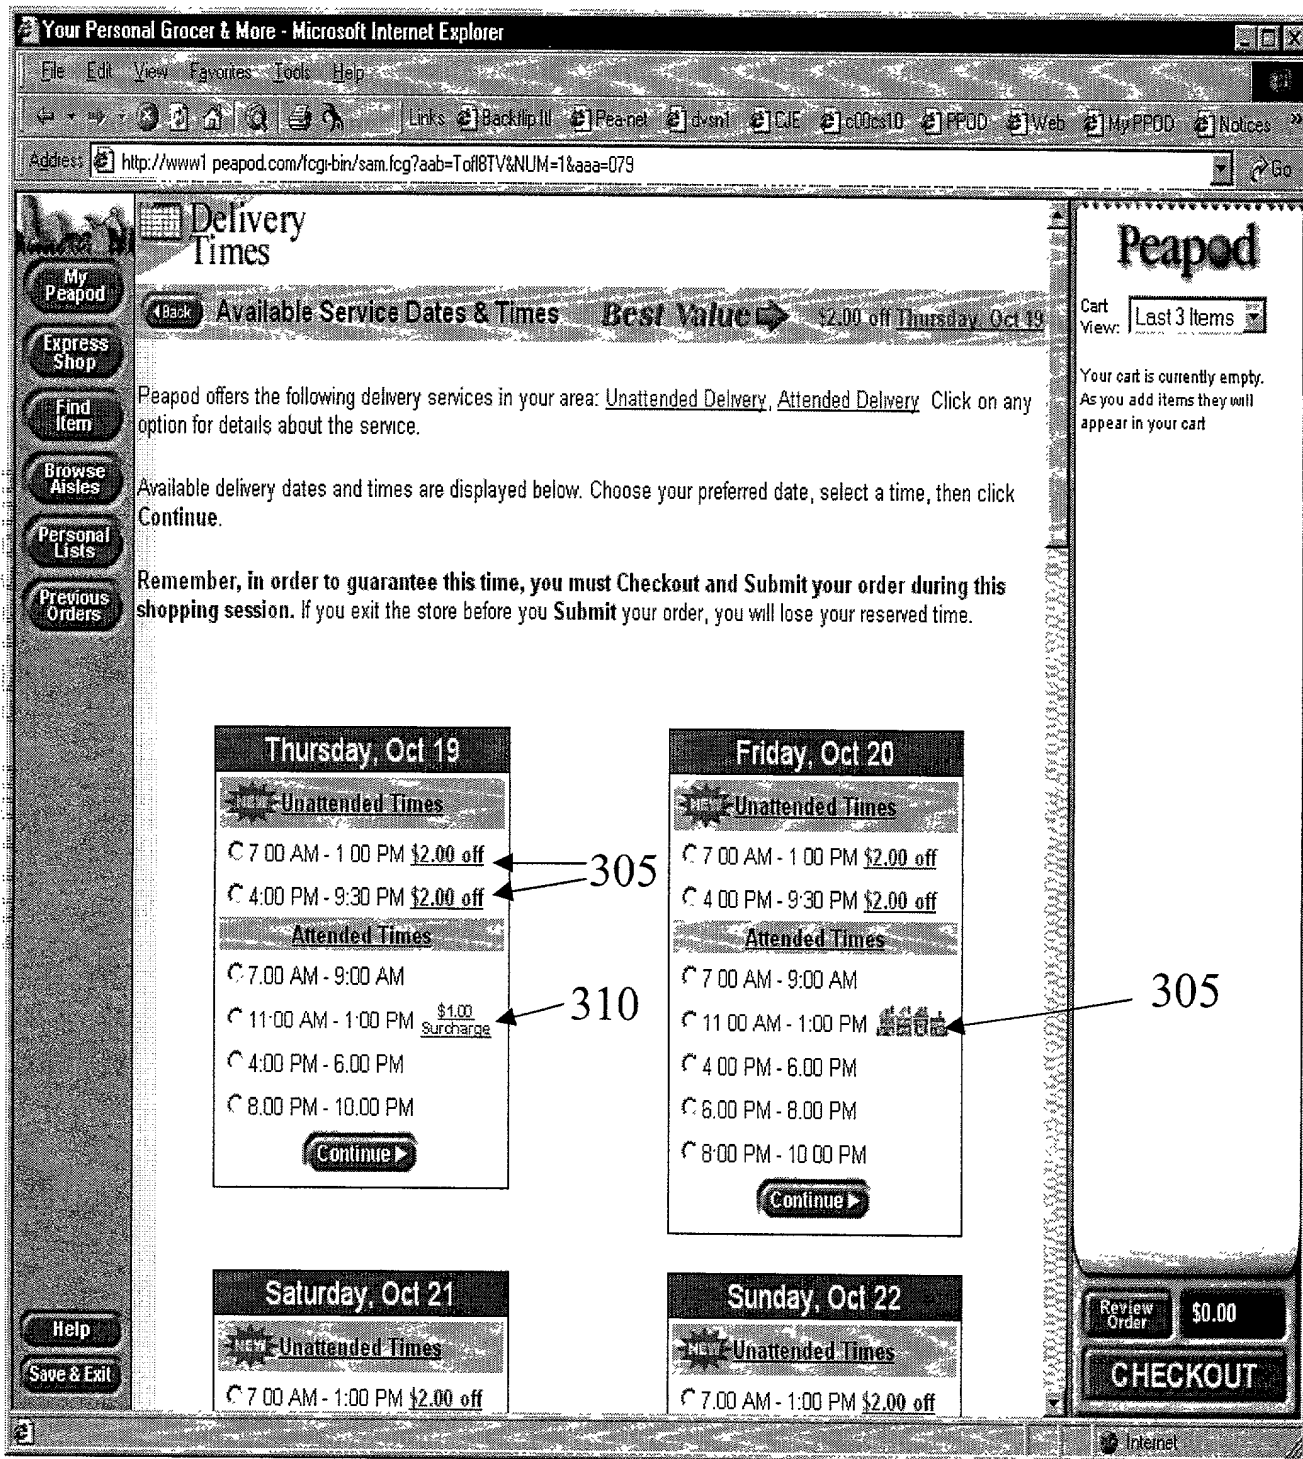 Your Personal Grocer & More - Microsoft Internet Explorer
File Edit View Favorites Tools Help
Links Backflip.ltl Pea-net dvsn1 CJE c00cs10 PPOD Web My PPOD Notices »
Address http://www1 peapod.com/fcgi-bin/sam.fcg?aab=Tofl8TV&NUM=1&aaa=079 Go
Delivery
Times
Back Available Service Dates & Times Best Value $2.00 off Thursday, Oct 19
Peapod offers the following delivery services in your area: Unattended Delivery, Attended Delivery Click on any
option for details about the service.
Available delivery dates and times are displayed below. Choose your preferred date, select a time, then click
Continue.
Remember, in order to guarantee this time, you must Checkout and Submit your order during this
shopping session. If you exit the store before you Submit your order, you will lose your reserved time.
My
Peapod
Express
Shop
Find
Item
Browse
Aisles
Personal
Lists
Previous
Orders
Help
Save & Exit
Thursday, Oct 19
NEW Unattended Times
7 00 AM - 1 00 PM $2.00 off
4:00 PM - 9:30 PM $2.00 off
305
Attended Times
7.00 AM - 9:00 AM
11:00 AM - 1:00 PM $1.00
Surcharge
310
4:00 PM - 6.00 PM
8.00 PM - 10.00 PM
Continue
Friday, Oct 20
NEW Unattended Times
7 00 AM - 1 00 PM $2.00 off
4 00 PM - 9:30 PM $2.00 off
Attended Times
7 00 AM - 9:00 AM
11 00 AM - 1:00 PM
305
4 00 PM - 6.00 PM
6.00 PM - 8.00 PM
8:00 PM - 10 00 PM
Continue
Saturday, Oct 21
NEW Unattended Times
7 00 AM - 1:00 PM $2.00 off
Sunday, Oct 22
NEW Unattended Times
7.00 AM - 1:00 PM $2.00 off
Peapod
Cart
View: Last 3 Items
Your cart is currently empty.
As you add items they will
appear in your cart
Review
Order $0.00
CHECKOUT
Internet